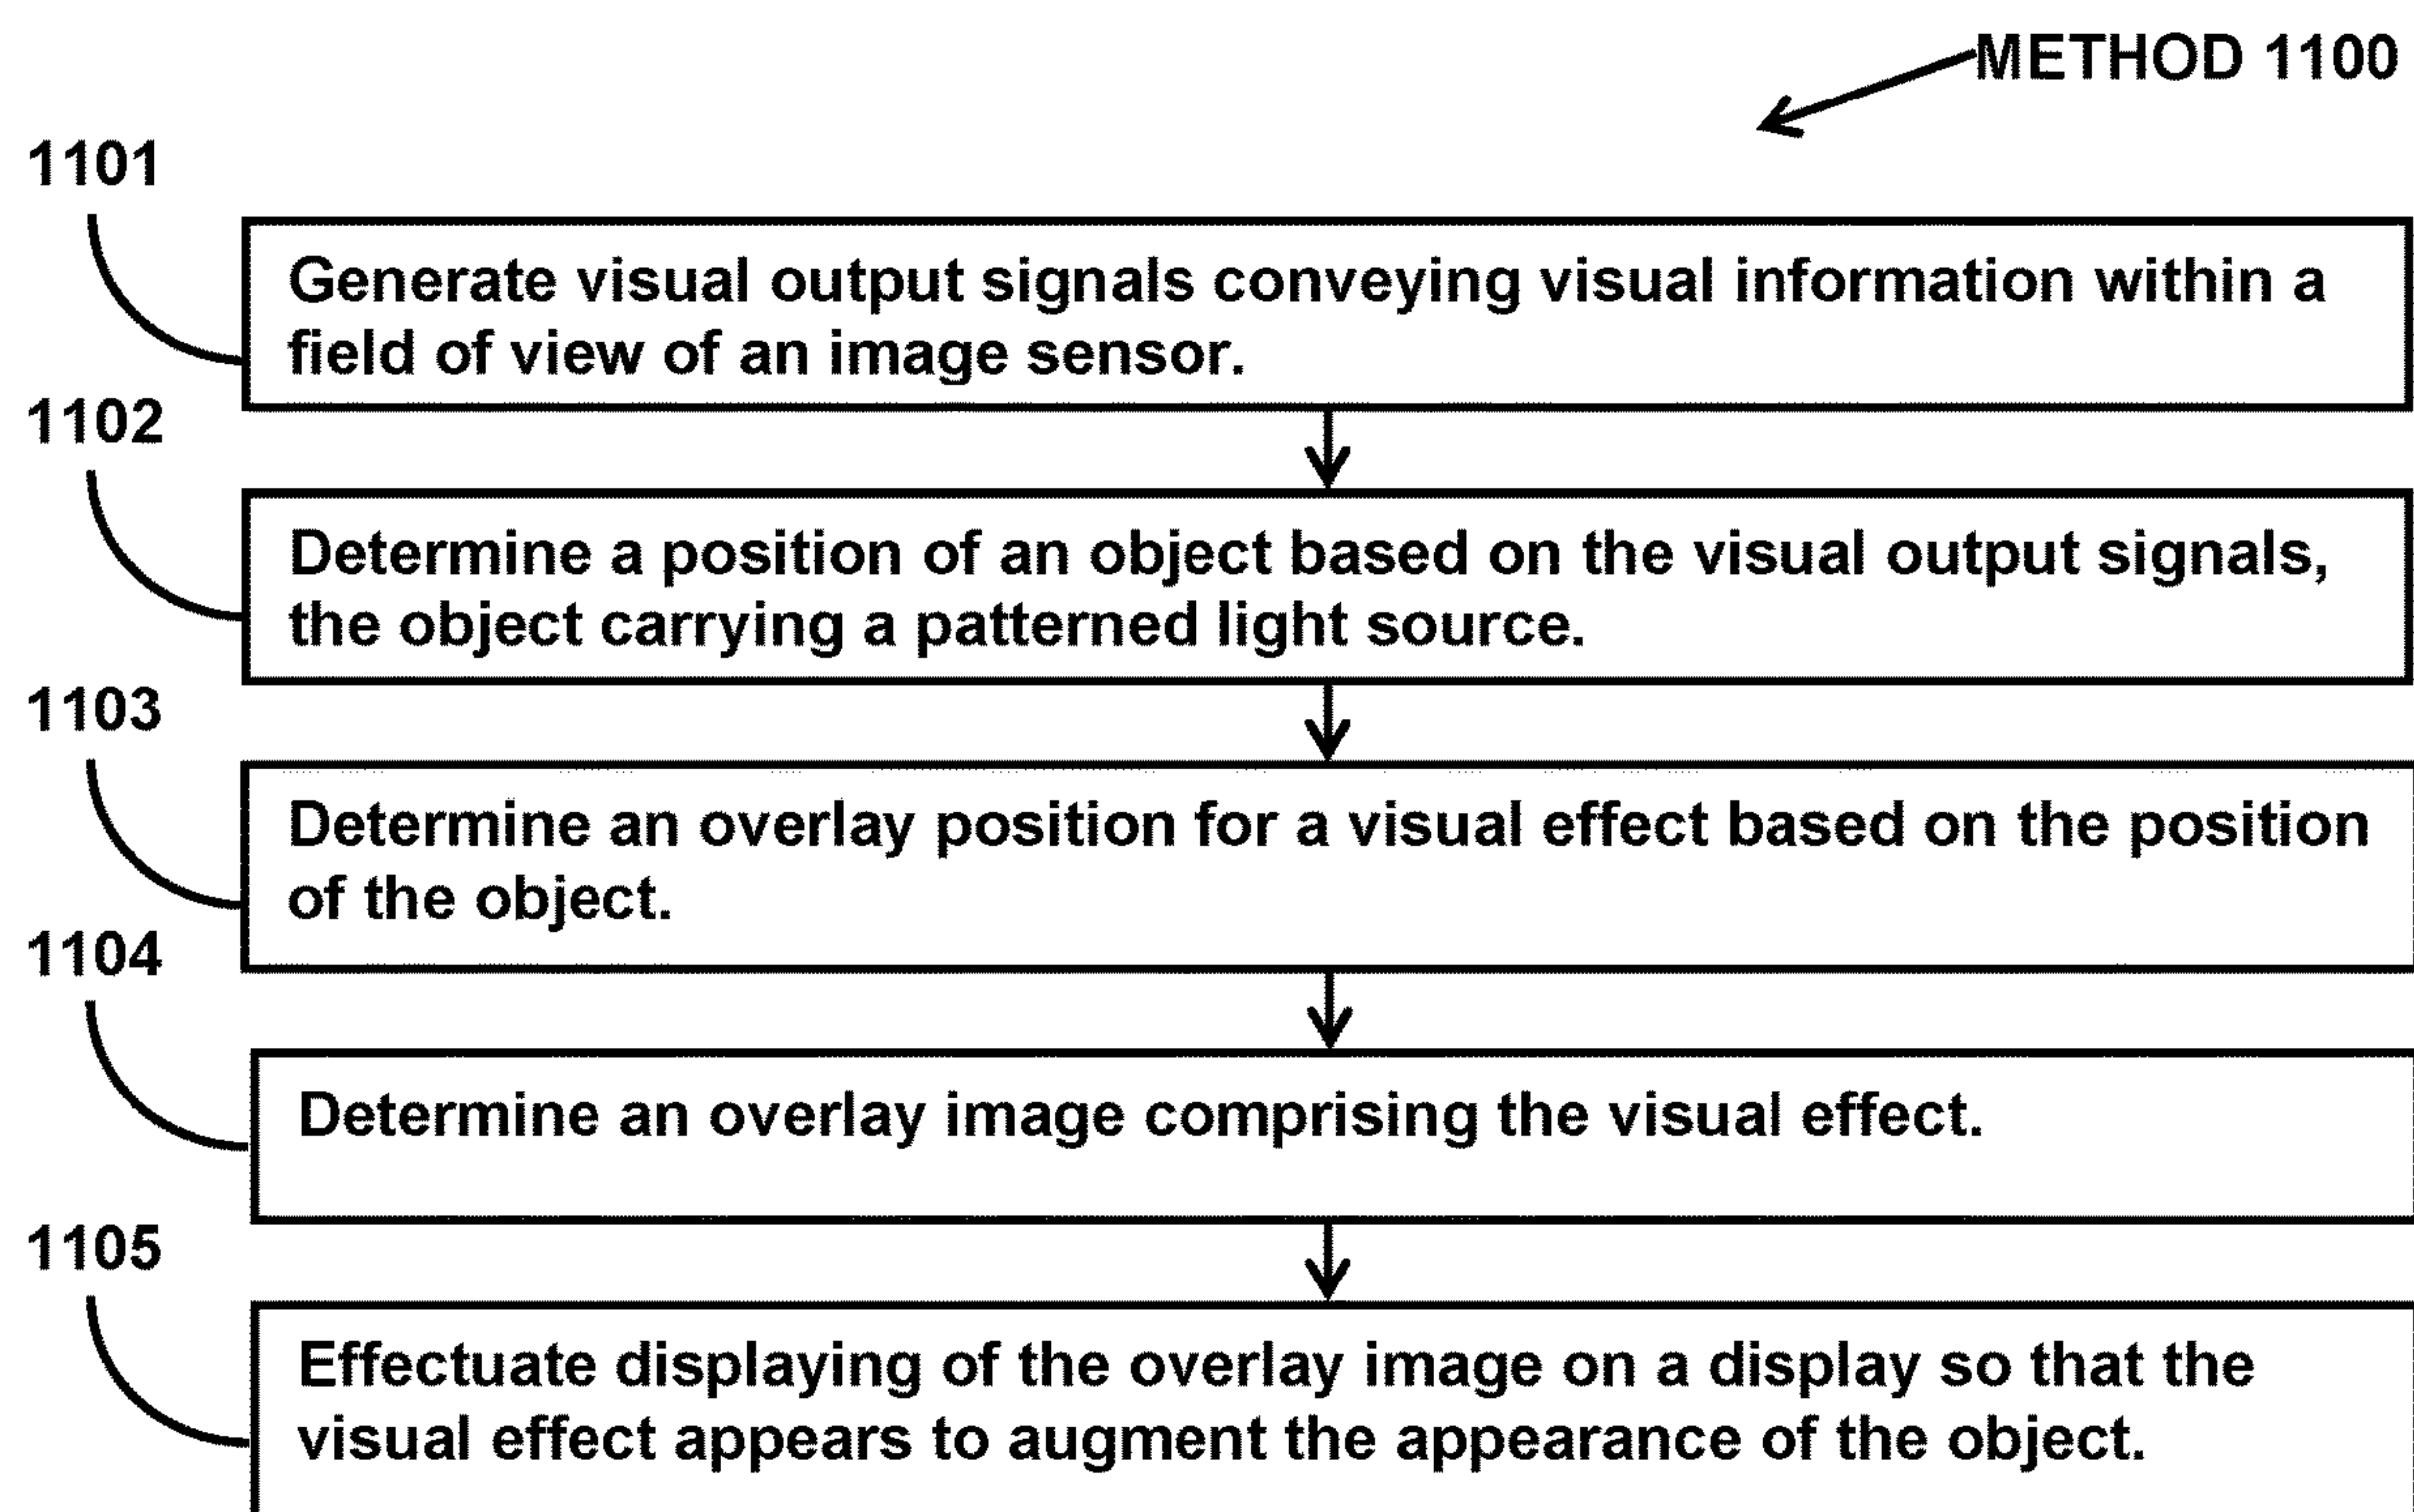 METHOD 1100
1101
Generate visual output signals conveying visual information within a
field of view of an image sensor.
1102
Determine a position of an object based on the visual output signals,
the object carrying a patterned light source.
1103
Determine an overlay position for a visual effect based on the position
of the object.
1104
Determine an overlay image comprising the visual effect.
1105
Effectuate displaying of the overlay image on a display so that the
visual effect appears to augment the appearance of the object.